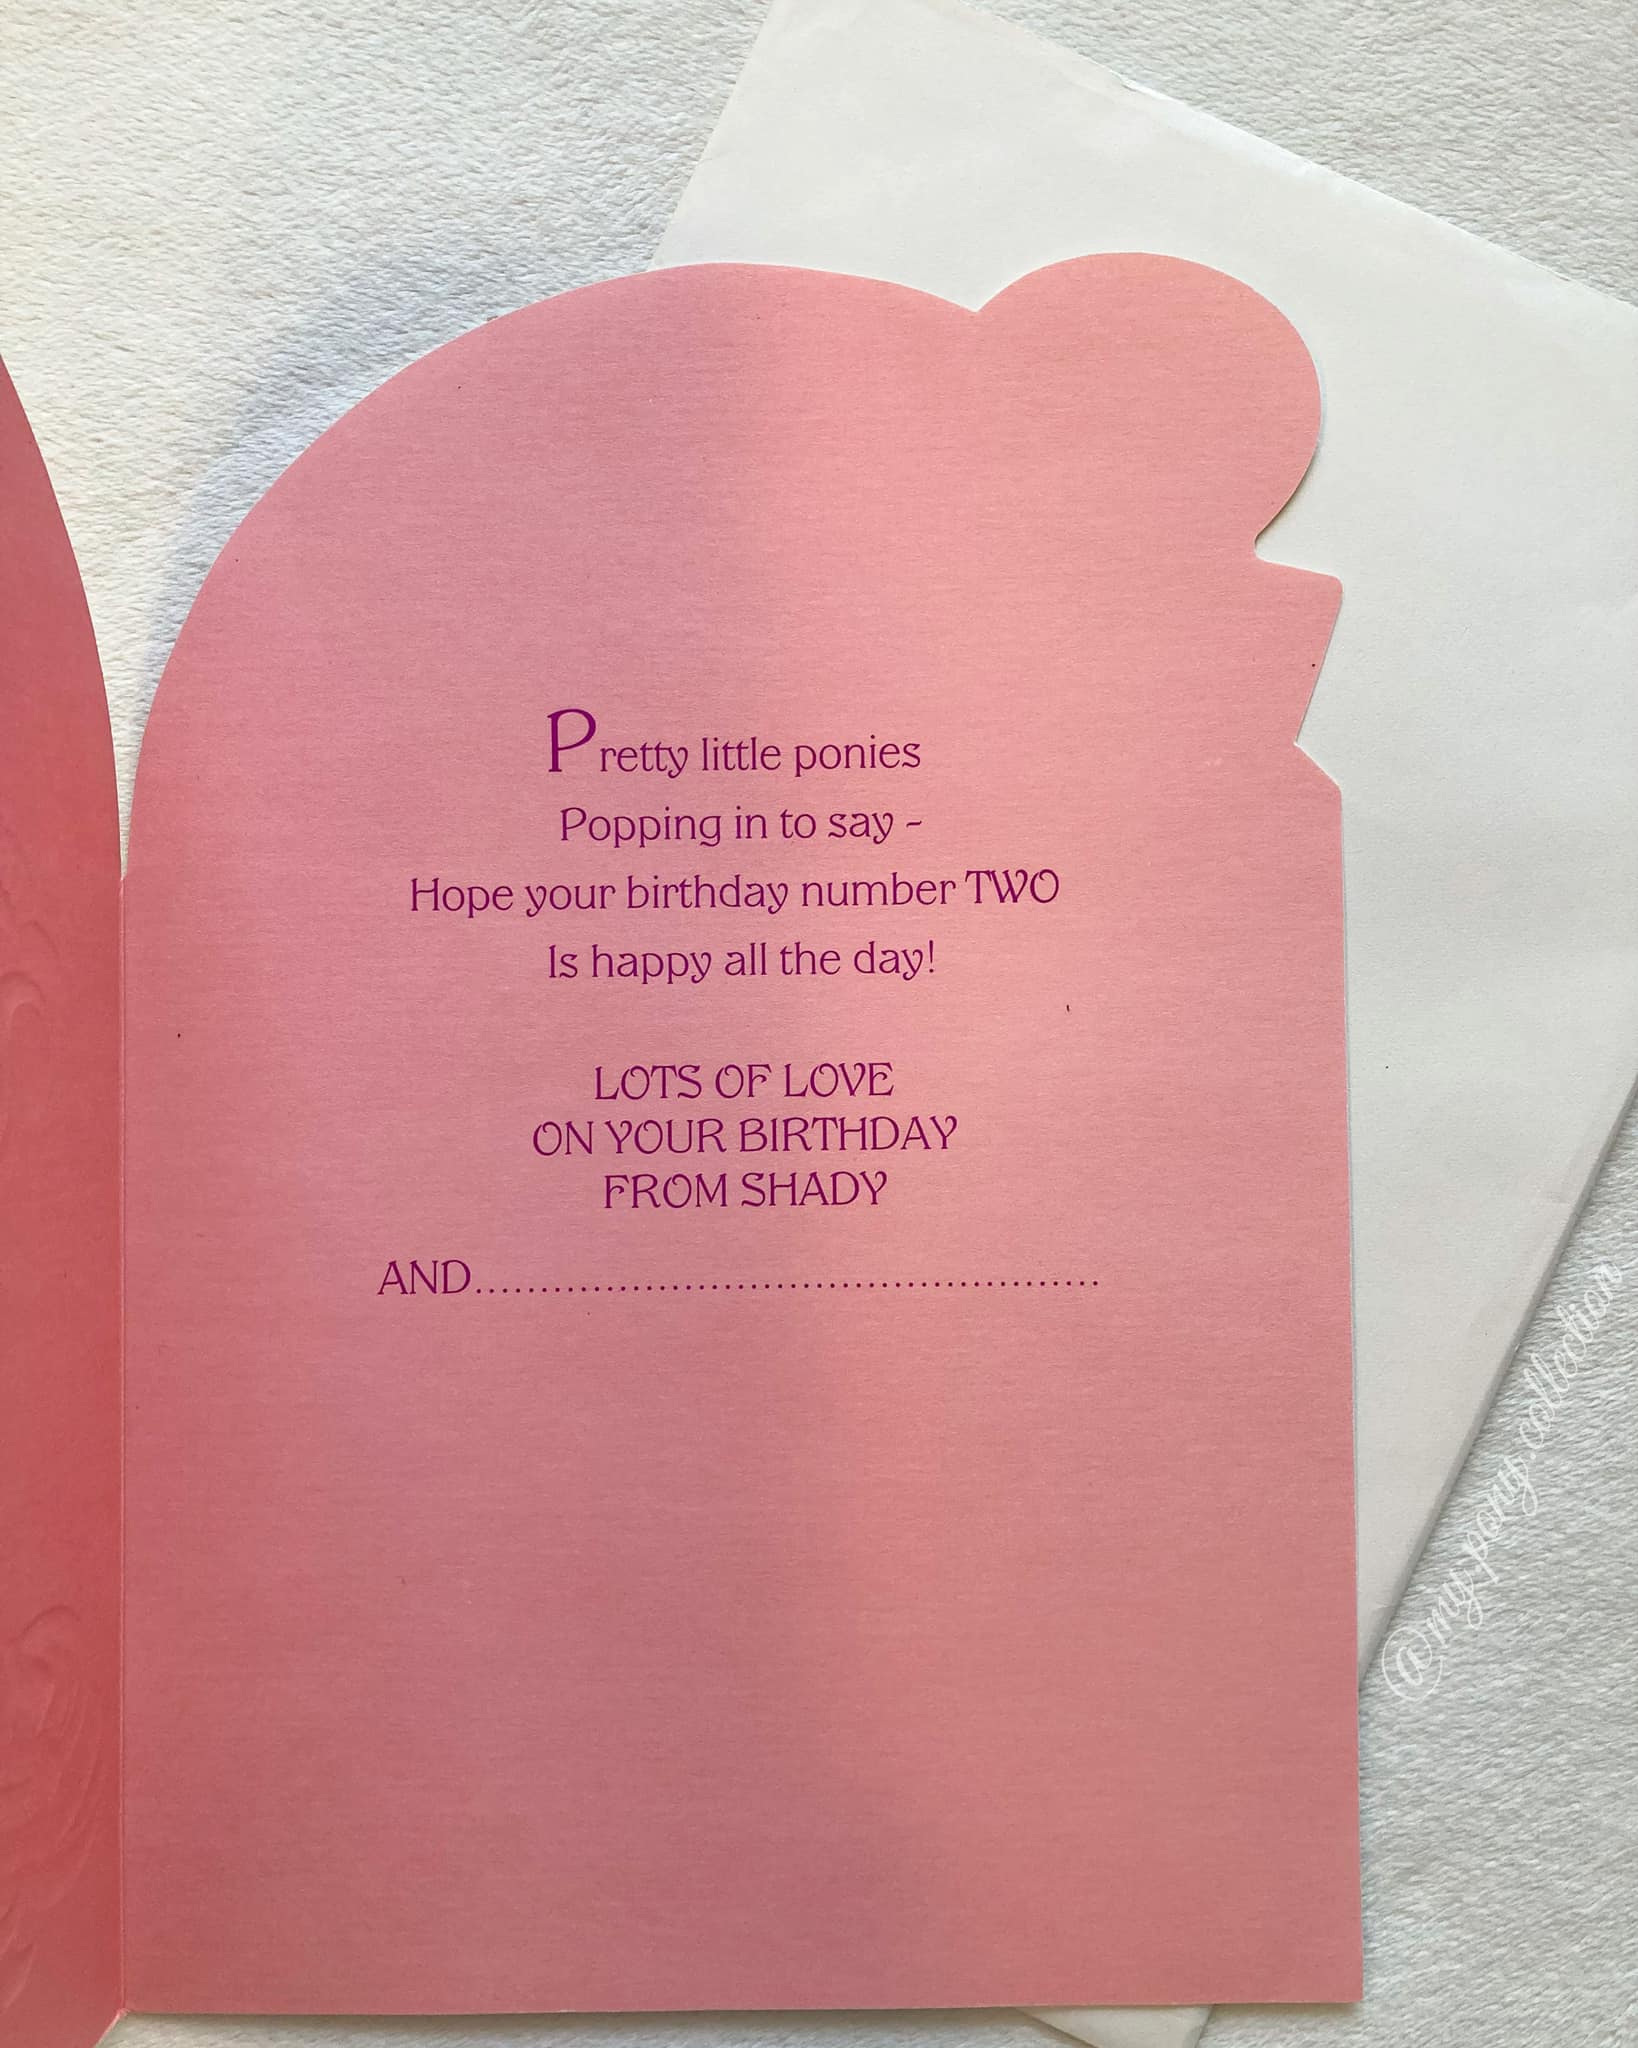 Pretty little ponies
Popping in to say ~
Hope your birthday number TWO
Is happy all the day!
LOTS OF LOVE
ON YOUR BIRTHDAY
FROM SHADY
AND................................................
@my.pony.collection